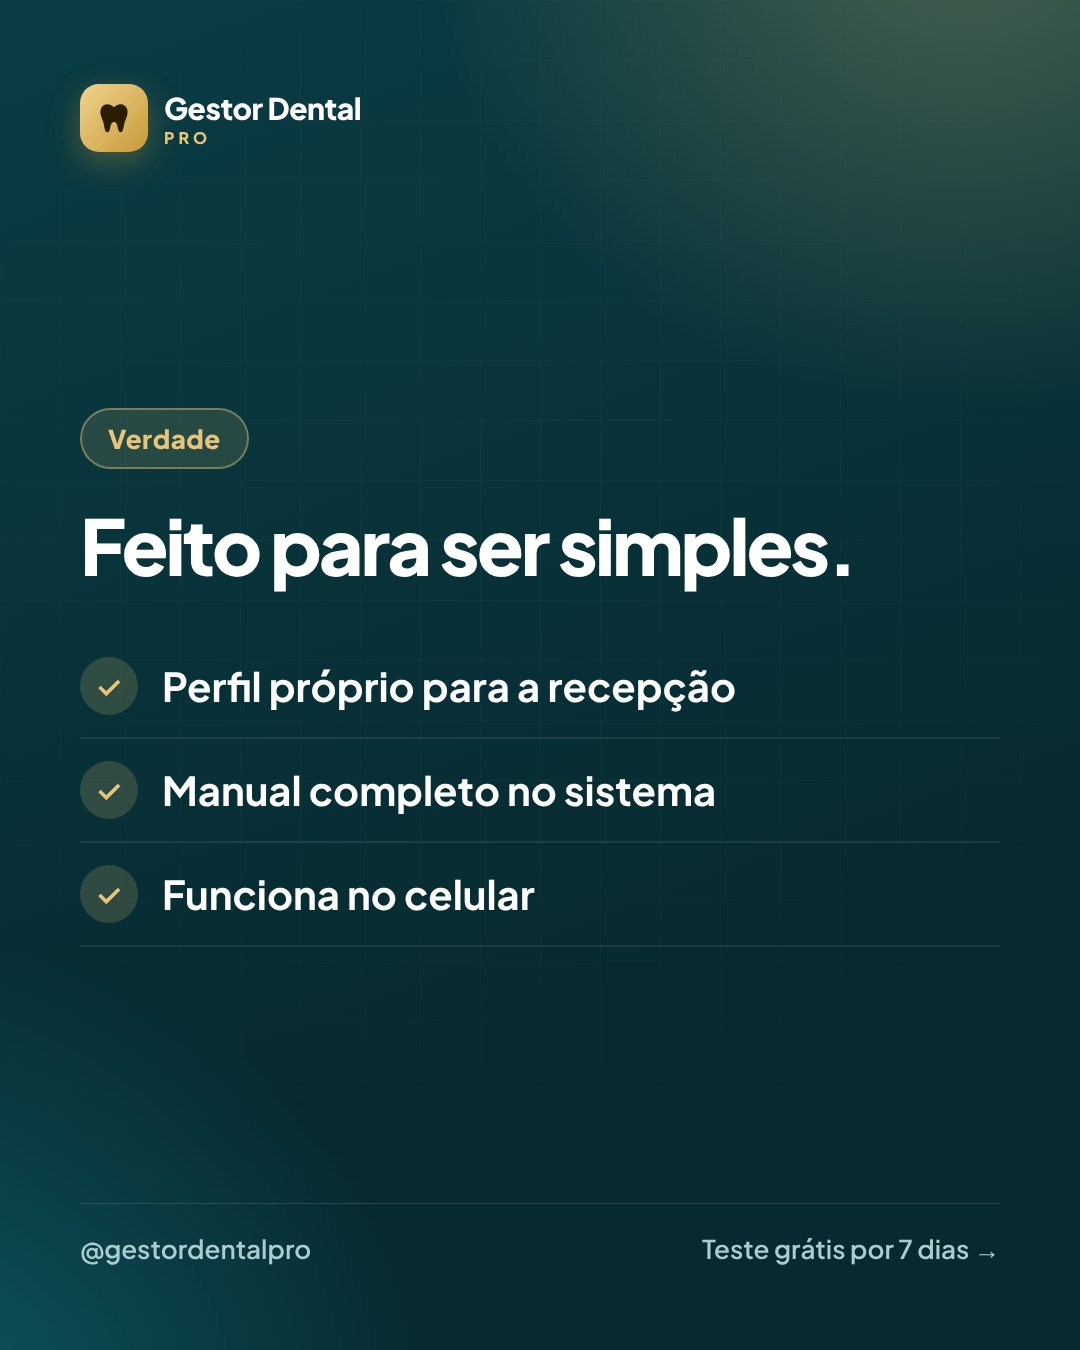 Gestor Dental
PRO
Verdade
Feito para ser simples.
Perfil próprio para a recepção
Manual completo no sistema
Funciona no celular
@gestordentalpro
Teste grátis por 7 dias →